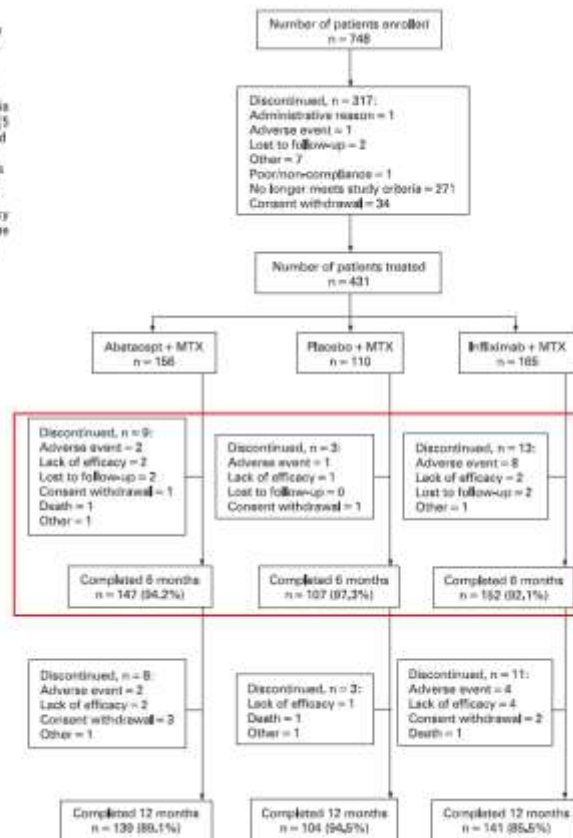 Number of patients enrolled
n = 748
Discontinued, n = 317:
Administrative reason = 1
Adverse event = 1
Lost to follow-up = 2
Other = 7
Poor/non-compliance = 1
No longer meets study criteria = 271
Consent withdrawal = 34
Number of patients treated
n = 431
Abatacept + MTX
n = 156
Placebo + MTX
n = 110
Infliximab + MTX
n = 165
Discontinued, n = 9:
Adverse event = 2
Lack of efficacy = 2
Lost to follow-up = 2
Consent withdrawal = 1
Death = 1
Other = 1
Discontinued, n = 3:
Adverse event = 1
Lack of efficacy = 1
Lost to follow-up = 0
Consent withdrawal = 1
Discontinued, n = 13:
Adverse event = 8
Lack of efficacy = 2
Lost to follow-up = 2
Other = 1
Completed 6 months
n = 147 (94.2%)
Completed 6 months
n = 107 (97.3%)
Completed 6 months
n = 152 (92.1%)
Discontinued, n = 8:
Adverse event = 2
Lack of efficacy = 2
Consent withdrawal = 3
Other = 1
Discontinued, n = 3:
Lack of efficacy = 1
Death = 1
Other = 1
Discontinued, n = 11:
Adverse event = 4
Lack of efficacy = 4
Consent withdrawal = 2
Death = 1
Completed 12 months
n = 139 (89.1%)
Completed 12 months
n = 104 (94.5%)
Completed 12 months
n = 141 (85.5%)